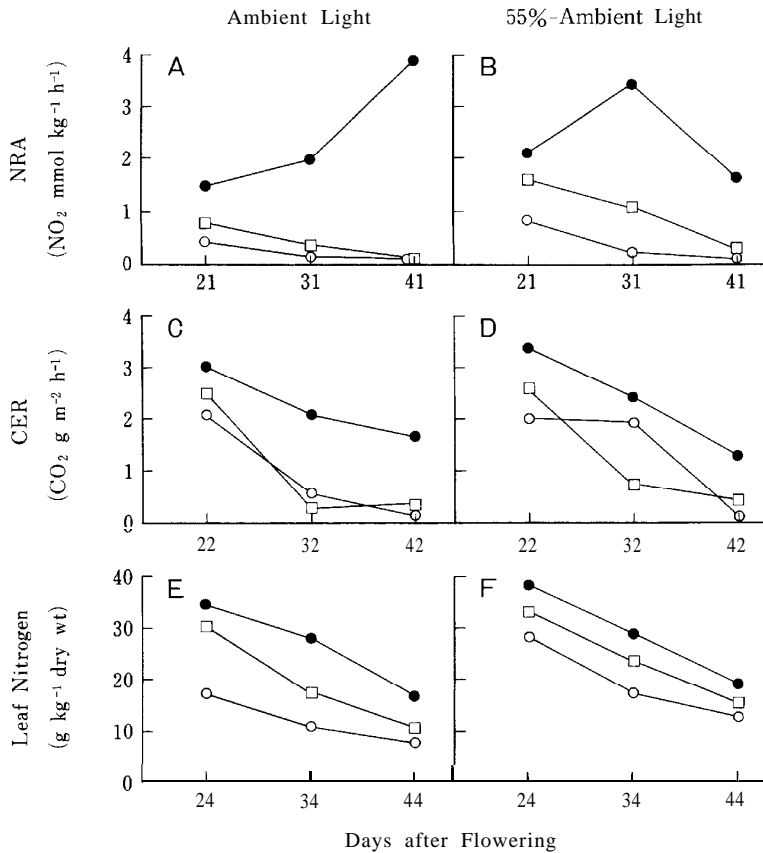 Ambient Light
55%-Ambient Light
NRA
(NO₂ mmol kg⁻¹ h⁻¹)
A
4
3
2
1
0
21 31 41
B
21 31 41
CER
(CO₂ g m⁻² h⁻¹)
C
4
3
2
1
0
22 32 42
D
22 32 42
Leaf Nitrogen
(g kg⁻¹ dry wt)
E
40
30
20
10
0
24 34 44
F
24 34 44
Days after Flowering